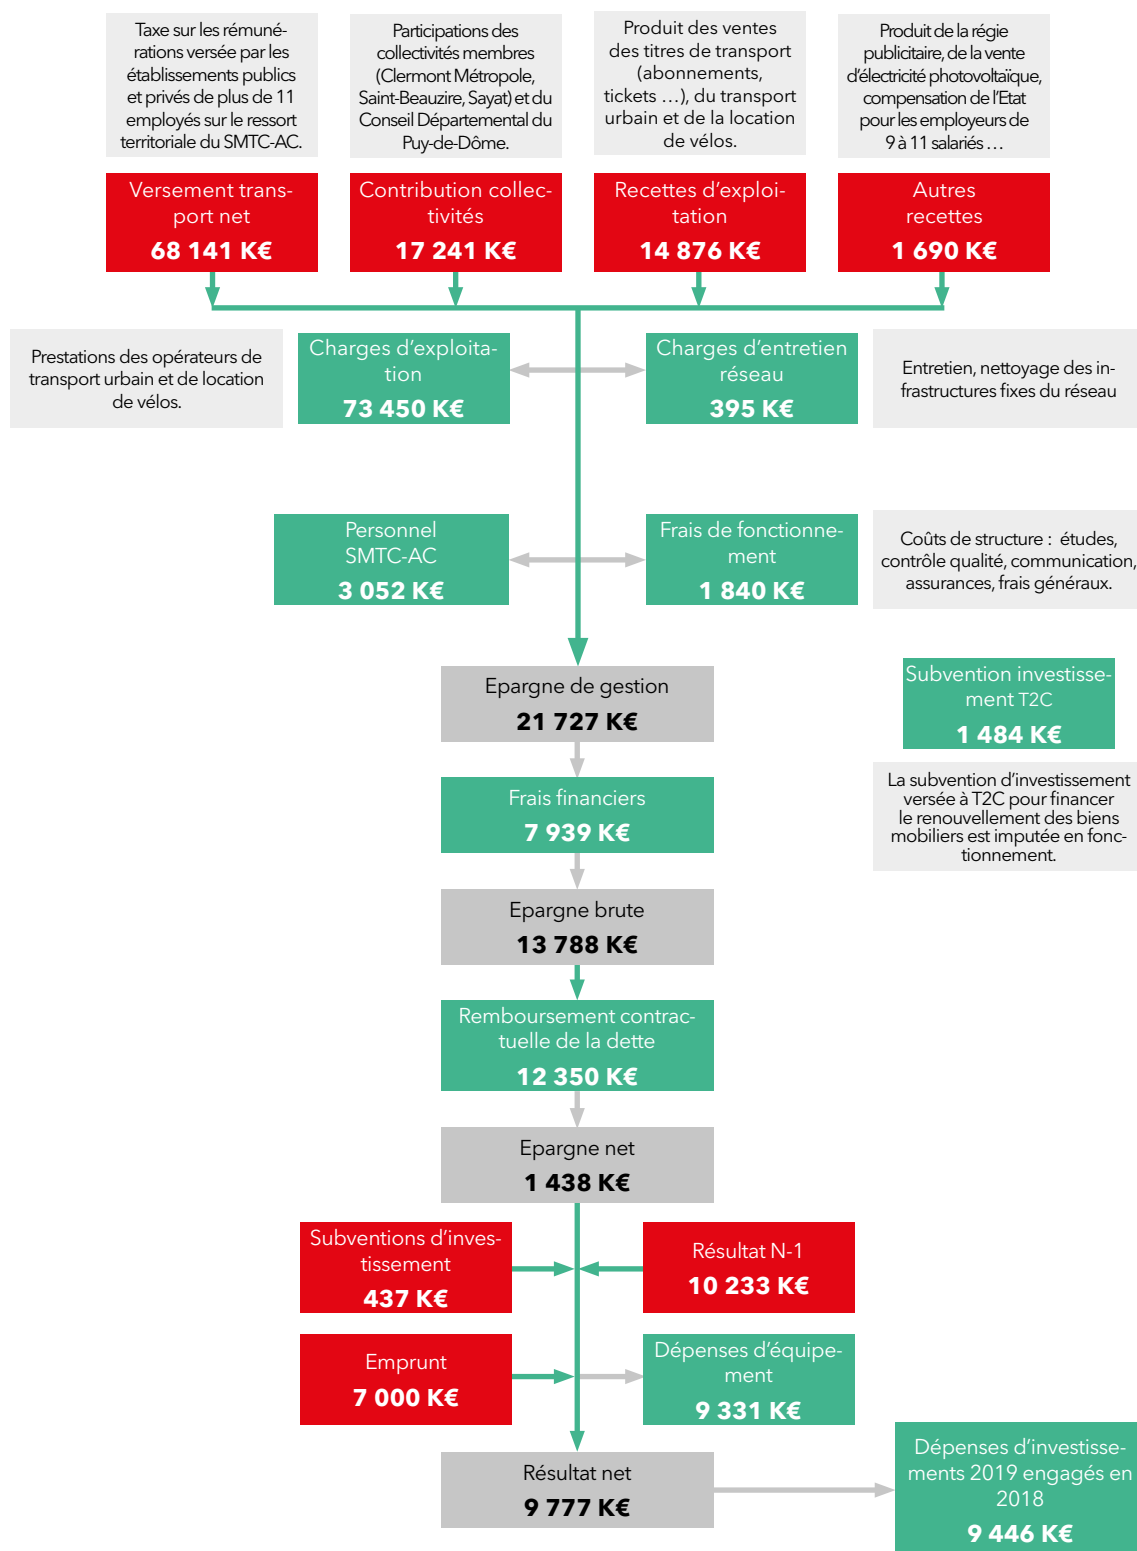 Taxe sur les rémuné-
rations versée par les
établissements publics
et privés de plus de 11
employés sur le ressort
territoriale du SMTC-AC.
Participations des
collectivités membres
(Clermont Métropole,
Saint-Beauzire, Sayat) et du
Conseil Départemental du
Puy-de-Dôme.
Produit des ventes
des titres de transport
(abonnements,
tickets …), du transport
urbain et de la location
de vélos.
Produit de la régie
publicitaire, de la vente
d’électricité photovoltaïque,
compensation de l’Etat
pour les employeurs de
9 à 11 salariés …
Versement trans-
port net
68 141 K€
Contribution collec-
tivités
17 241 K€
Recettes d’exploi-
tation
14 876 K€
Autres
recettes
1 690 K€
Prestations des opérateurs de
transport urbain et de location
de vélos.
Charges d’exploita-
tion
73 450 K€
Charges d’entretien
réseau
395 K€
Entretien, nettoyage des in-
frastructures fixes du réseau
Personnel
SMTC-AC
3 052 K€
Frais de fonctionne-
ment
1 840 K€
Coûts de structure : études,
contrôle qualité, communication,
assurances, frais généraux.
Epargne de gestion
21 727 K€
Subvention investisse-
ment T2C
1 484 K€
La subvention d’investissement
versée à T2C pour financer
le renouvellement des biens
mobiliers est imputée en fonc-
tionnement.
Frais financiers
7 939 K€
Epargne brute
13 788 K€
Remboursement contrac-
tuelle de la dette
12 350 K€
Epargne net
1 438 K€
Subventions d’inves-
tissement
437 K€
Résultat N-1
10 233 K€
Emprunt
7 000 K€
Dépenses d’équipe-
ment
9 331 K€
Résultat net
9 777 K€
Dépenses d’investisse-
ments 2019 engagés en
2018
9 446 K€